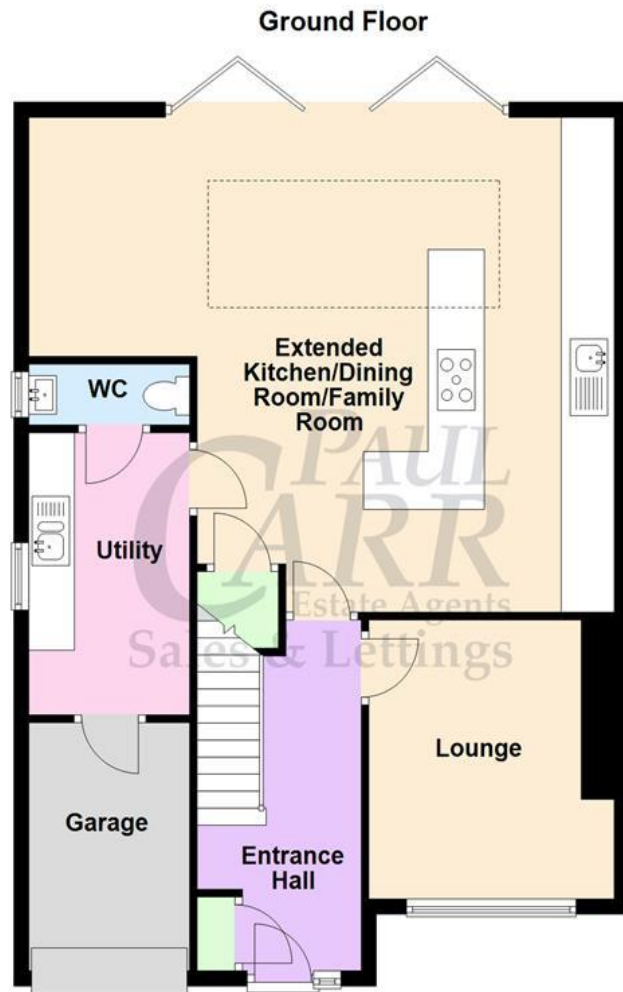 Ground Floor
WC
Extended
Kitchen/Dining
Room/Family
Room
PAUL
CARR
Estate Agents
Sales & Lettings
Utility
Lounge
Garage
Entrance
Hall